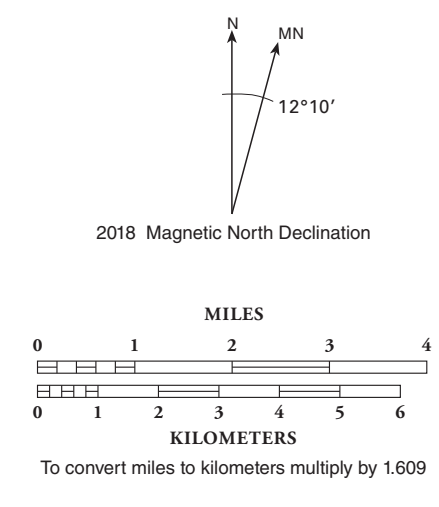 N
MN
12°10′
2018 Magnetic North Declination
MILES
0 1 2 3 4
0 1 2 3 4 5 6
KILOMETERS
To convert miles to kilometers multiply by 1.609